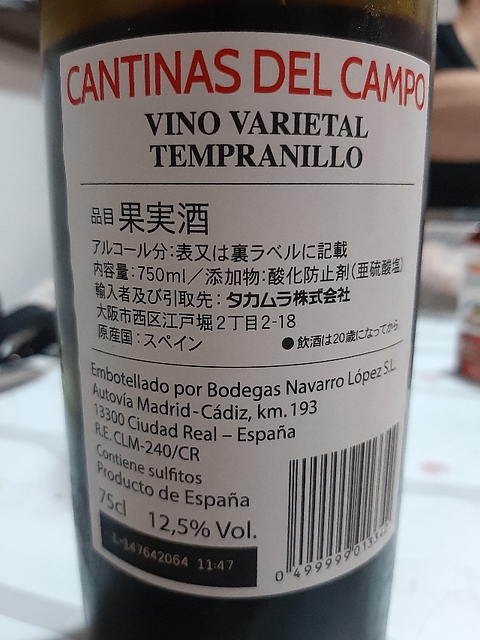 CANTINAS DEL CAMPO
VINO VARIETAL
TEMPRANILLO
品目 果実酒
アルコール分:表又は裏ラベルに記載
内容量:750ml/添加物:酸化防止剤(亜硫酸塩)
輸入者及び引取先:タカムラ株式会社
大阪市西区江戸堀2丁目2-18
原産国:スペイン ●飲酒は20歳になってから
Embotellado por Bodegas Navarro López S.L.
Autovía Madrid-Cádiz, km. 193
13300 Ciudad Real – España
R.E. CLM-240/CR
Contiene sulfitos
Producto de España
75cl 12,5% Vol.
L-147642064 11:47